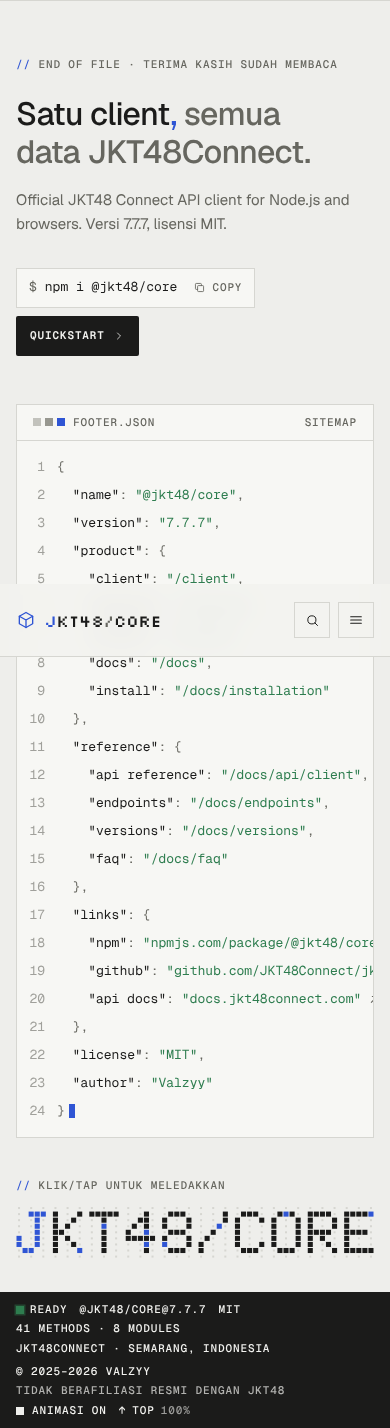 // END OF FILE · TERIMA KASIH SUDAH MEMBACA
Satu client, semua
data JKT48Connect.
Official JKT48 Connect API client for Node.js and
browsers. Versi 7.7.7, lisensi MIT.
$ npm i @jkt48/core COPY
QUICKSTART
FOOTER.JSON SITEMAP
1 {
2 "name": "@jkt48/core",
3 "version": "7.7.7",
4 "product": {
5 "client": "/client",
JKT48/CORE
8 "docs": "/docs",
9 "install": "/docs/installation"
10 },
11 "reference": {
12 "api reference": "/docs/api/client",
13 "endpoints": "/docs/endpoints",
14 "versions": "/docs/versions",
15 "faq": "/docs/faq"
16 },
17 "links": {
18 "npm": "npmjs.com/package/@jkt48/core
19 "github": "github.com/JKT48Connect/jk
20 "api docs": "docs.jkt48connect.com"
21 },
22 "license": "MIT",
23 "author": "Valzyy"
24 }
// KLIK/TAP UNTUK MELEDAKKAN
JKT48/CORE
READY @JKT48/CORE@7.7.7 MIT
41 METHODS · 8 MODULES
JKT48CONNECT · SEMARANG, INDONESIA
© 2025–2026 VALZYY
TIDAK BERAFILIASI RESMI DENGAN JKT48
ANIMASI ON ↑ TOP 100%